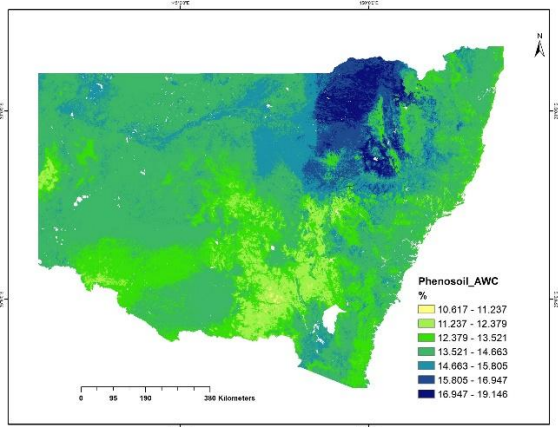 N
Phenosoil_AWC
%
10.617 - 11.237
11.237 - 12.379
12.379 - 13.521
13.521 - 14.663
14.663 - 15.805
15.805 - 16.947
16.947 - 19.146
0 95 190 380 Kilometers